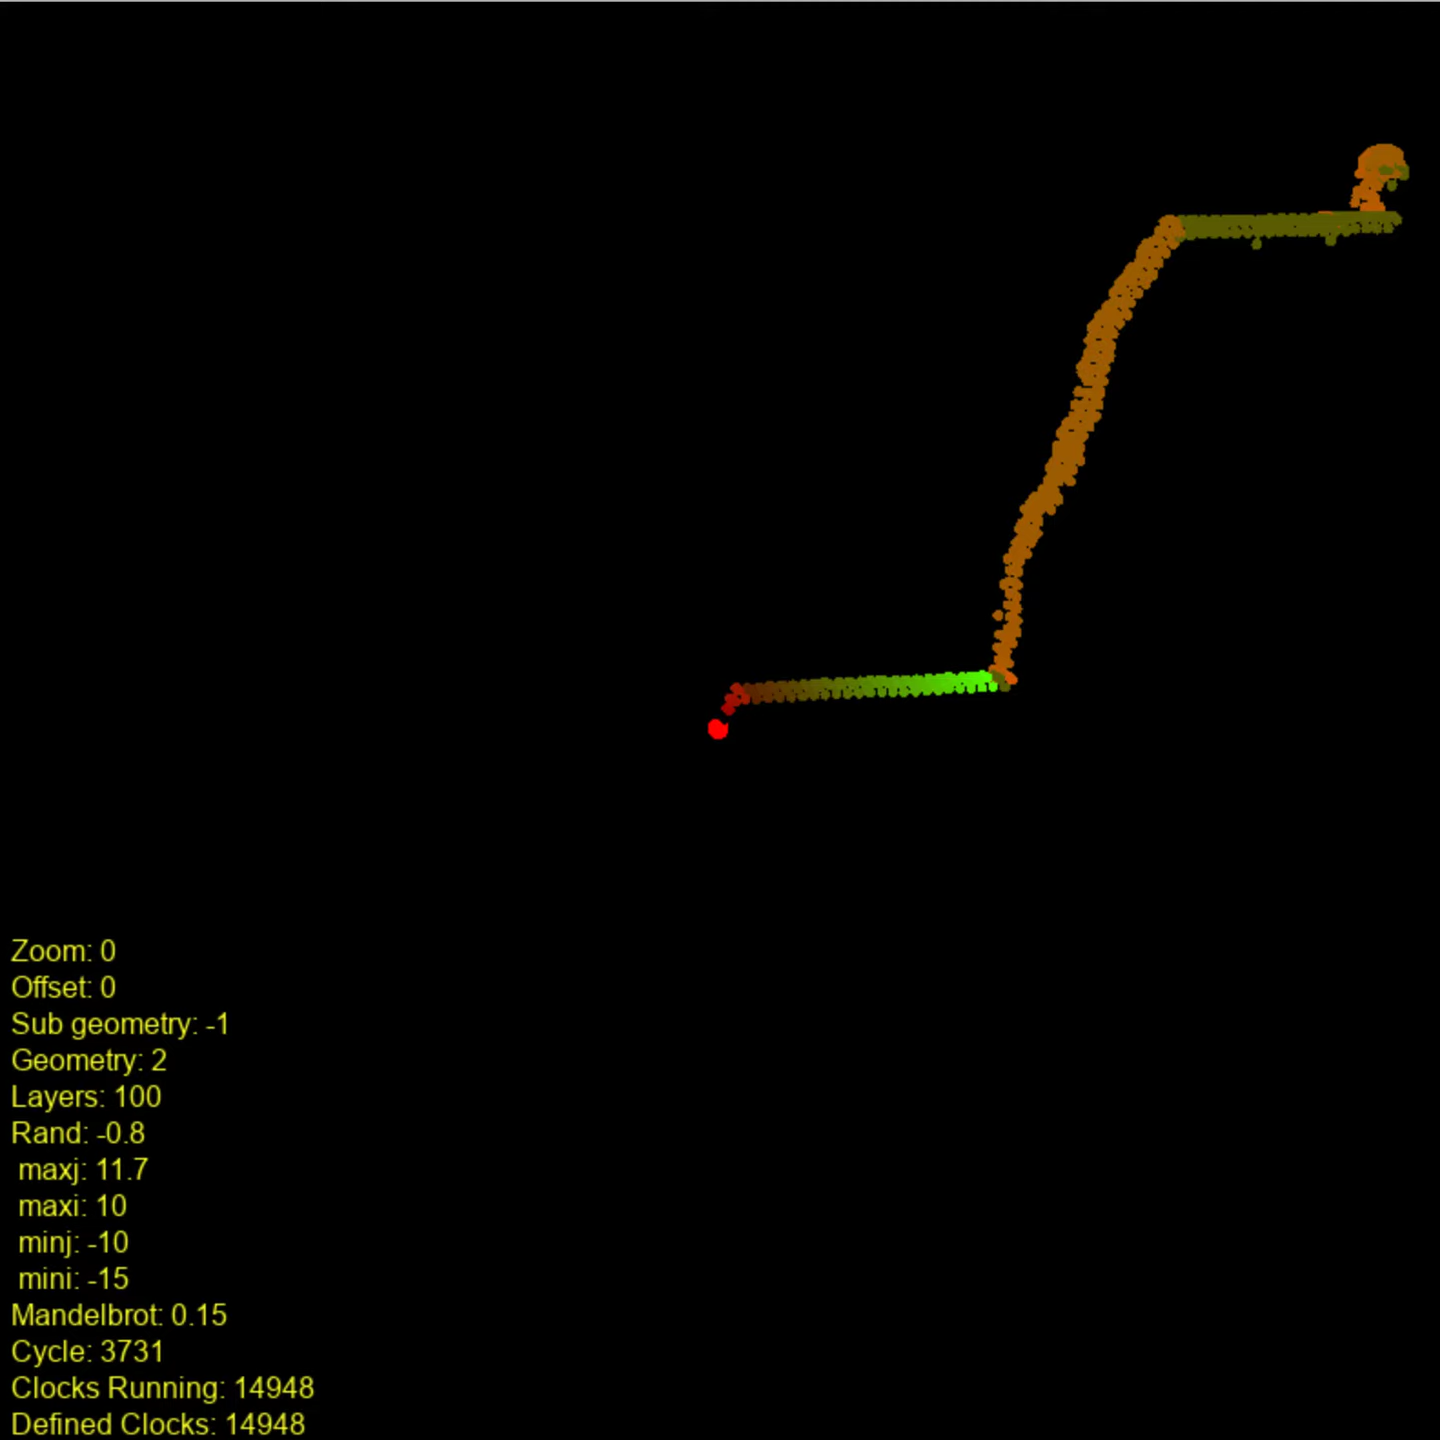 Zoom: 0
Offset: 0
Sub geometry: -1
Geometry: 2
Layers: 100
Rand: -0.8
maxj: 11.7
maxi: 10
minj: -10
mini: -15
Mandelbrot: 0.15
Cycle: 3731
Clocks Running: 14948
Defined Clocks: 14948